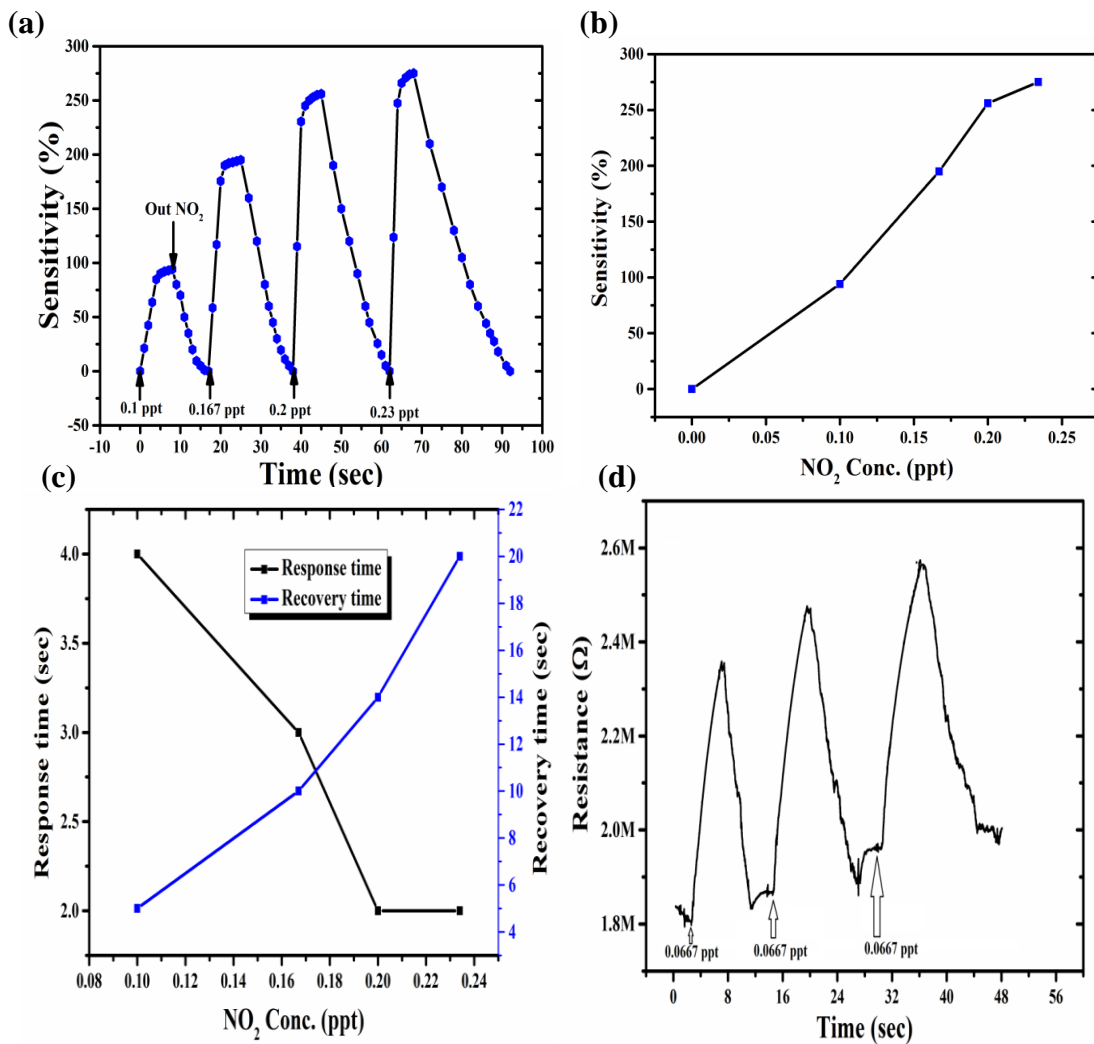 (a)
300
250
200
150
100
50
0
-50
Sensitivity (%)
Out NO₂
0.1 ppt
0.167 ppt
0.2 ppt
0.23 ppt
-10 0 10 20 30 40 50 60 70 80 90 100
Time (sec)
(b)
300
250
200
150
100
50
0
Sensitivity (%)
0.00 0.05 0.10 0.15 0.20 0.25
NO₂ Conc. (ppt)
(c)
4.0
3.5
3.0
2.5
2.0
Response time (sec)
Response time
Recovery time
22
20
18
16
14
12
10
8
6
4
Recovery time (sec)
0.08 0.10 0.12 0.14 0.16 0.18 0.20 0.22 0.24
NO₂ Conc. (ppt)
(d)
2.6M
2.4M
2.2M
2.0M
1.8M
Resistance (Ω)
0.0667 ppt
0.0667 ppt
0.0667 ppt
0 8 16 24 32 40 48 56
Time (sec)